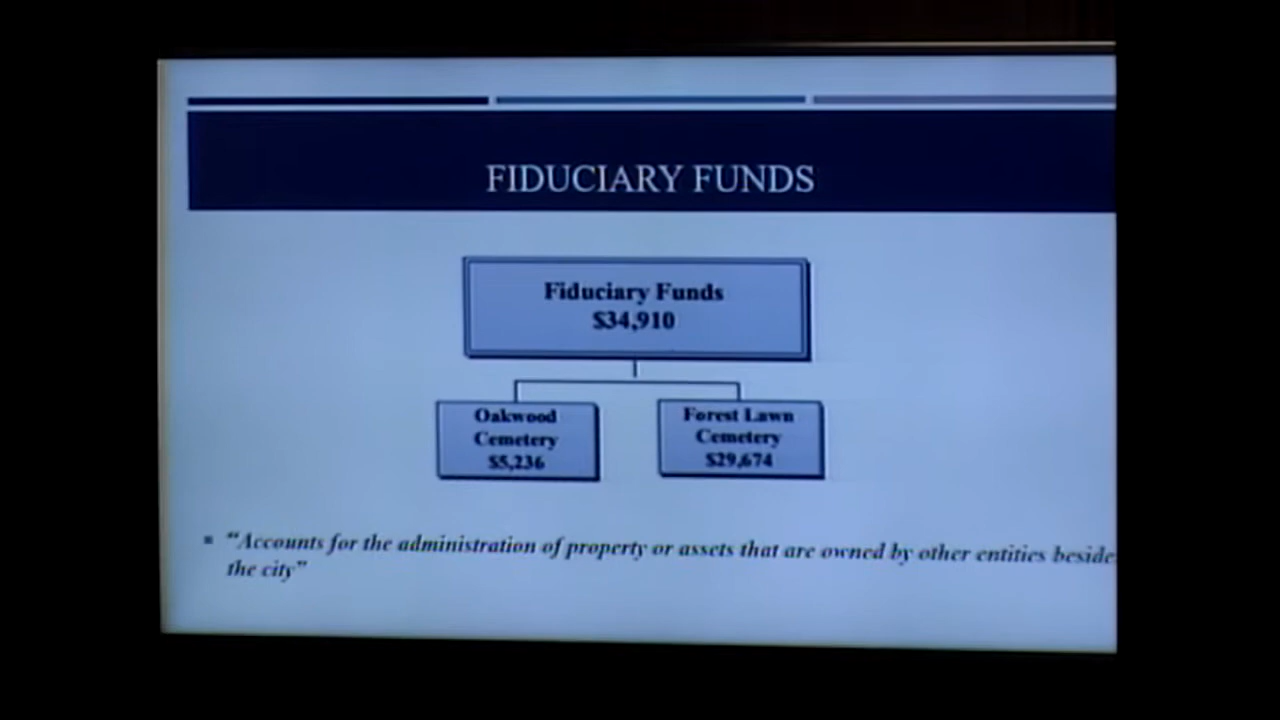 FIDUCIARY FUNDS
Fiduciary Funds
$34,910
Oakwood
Cemetery
$5,236
Forest Lawn
Cemetery
$29,674
"Accounts for the administration of property or assets that are owned by other entities beside
the city"